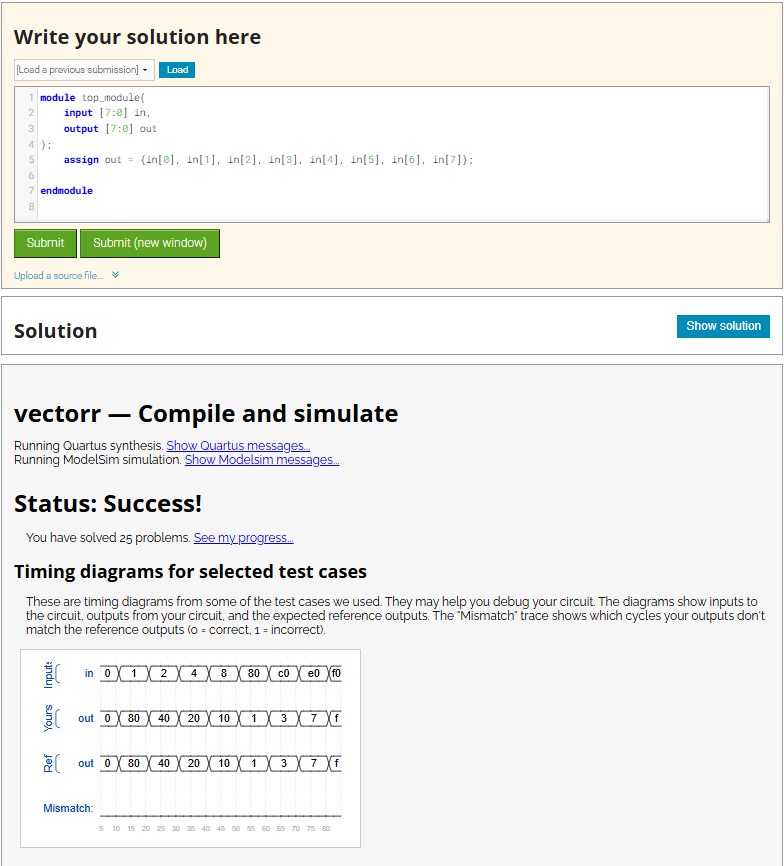 Write your solution here
[Load a previous submission] Load
1 module top_module(
2 input [7:0] in,
3 output [7:0] out
4 );
5 assign out = {in[0], in[1], in[2], in[3], in[4], in[5], in[6], in[7]};
6
7 endmodule
8
Submit Submit (new window)
Upload a source file...
Solution Show solution
vectorr — Compile and simulate
Running Quartus synthesis. Show Quartus messages...
Running ModelSim simulation. Show Modelsim messages...
Status: Success!
You have solved 25 problems. See my progress...
Timing diagrams for selected test cases
These are timing diagrams from some of the test cases we used. They may help you debug your circuit. The diagrams show inputs to
the circuit, outputs from your circuit, and the expected reference outputs. The "Mismatch" trace shows which cycles your outputs don't
match the reference outputs (0 = correct, 1 = incorrect).
Inputs in 0 1 2 4 8 80 c0 e0 f0
Yours out 0 80 40 20 10 1 3 7 f
Ref out 0 80 40 20 10 1 3 7 f
Mismatch:
5 10 15 20 25 30 35 40 45 50 55 60 65 70 75 80